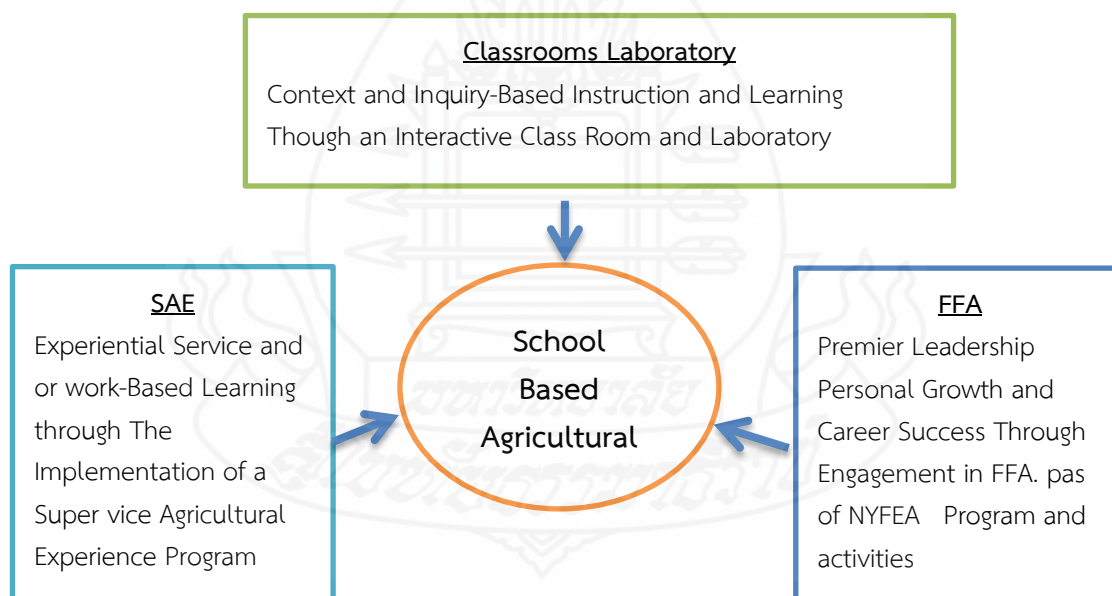 Classrooms Laboratory
Context and Inquiry-Based Instruction and Learning
Though an Interactive Class Room and Laboratory
SAE
Experiential Service and
or work-Based Learning
through The
Implementation of a
Super vice Agricultural
Experience Program
School
Based
Agricultural
FFA
Premier Leadership
Personal Growth and
Career Success Through
Engagement in FFA. pas
of NYFEA Program and
activities